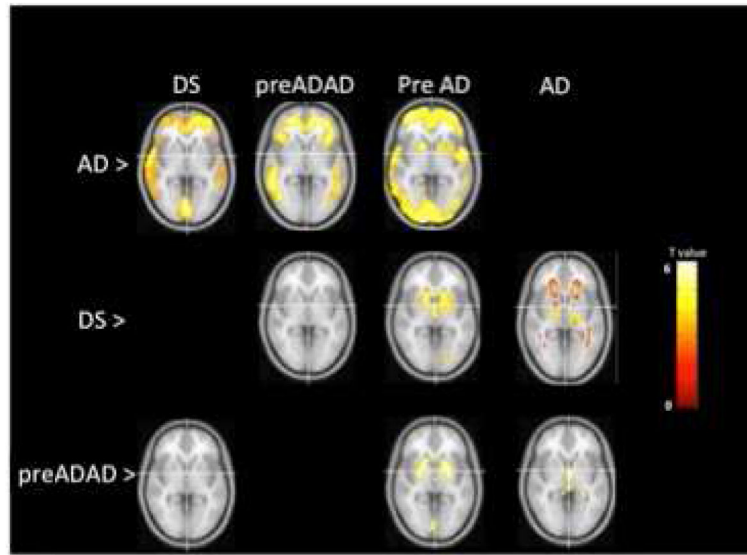 DS preADAD Pre AD AD
AD >
DS >
T value
6
0
preADAD >